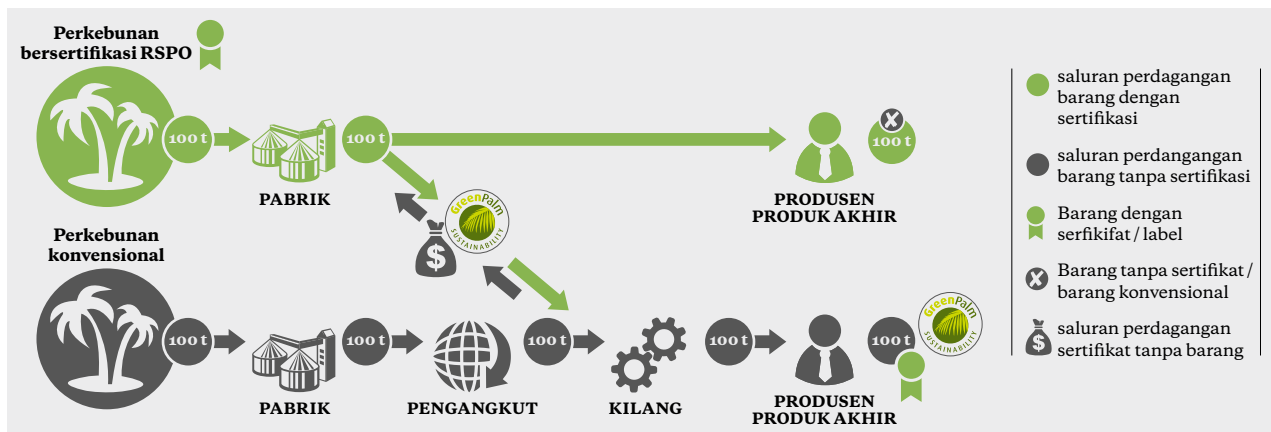 Perkebunan
bersertifikasi RSPO
100 t
100 t
100 t
PABRIK
PRODUSEN
PRODUK AKHIR
GreenPalm
SUSTAINABILITY
$
Perkebunan
konvensional
100 t
100 t
100 t
100 t
100 t
GreenPalm
SUSTAINABILITY
PABRIK
PENGANGKUT
KILANG
PRODUSEN
PRODUK AKHIR
saluran perdagangan
barang dengan
sertifikasi
saluran perdangangan
barang tanpa sertifikasi
Barang dengan
serfikifat / label
Barang tanpa sertifikat /
barang konvensional
$
saluran perdagangan
sertifikat tanpa barang